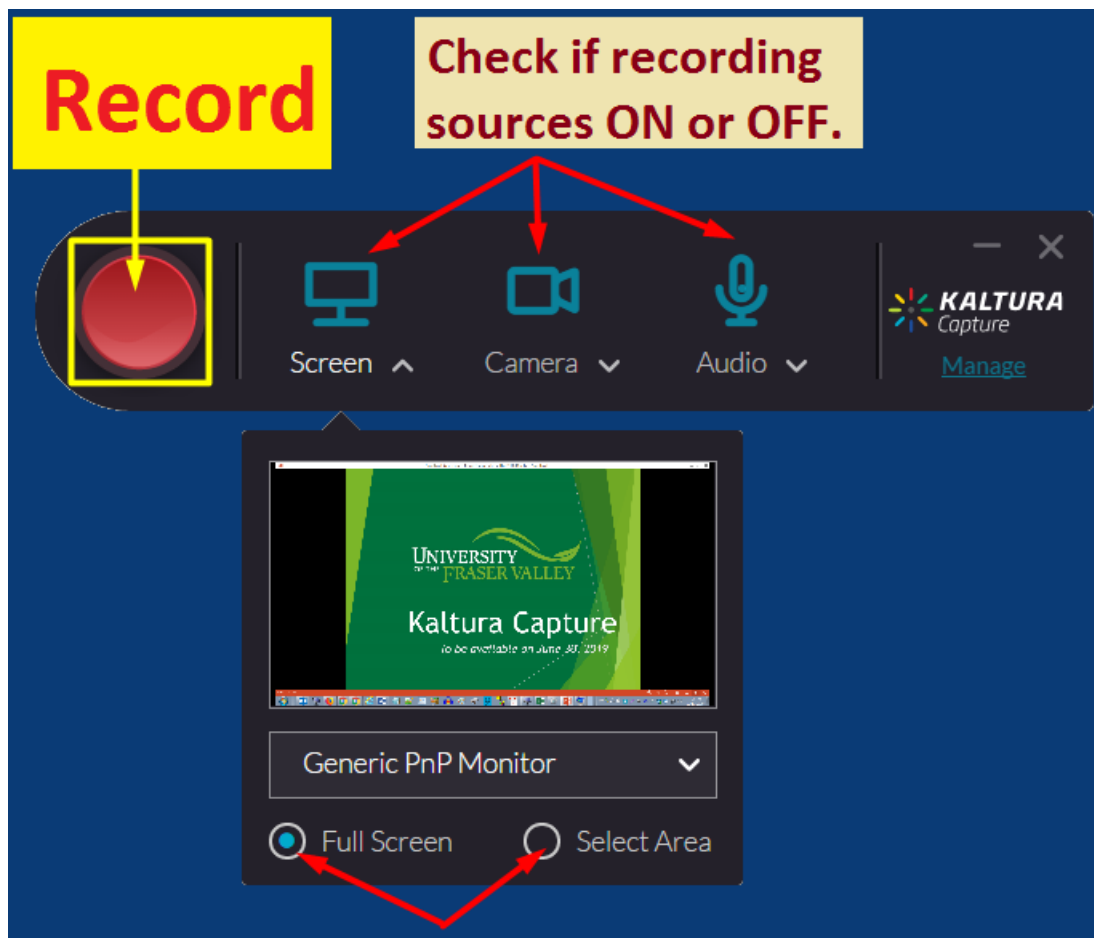 Record
Check if recording
sources ON or OFF.
Screen
Camera
Audio
KALTURA
Capture
Manage
UNIVERSITY
OF THE FRASER VALLEY
Kaltura Capture
To be available on June 30, 2019
Generic PnP Monitor
Full Screen
Select Area